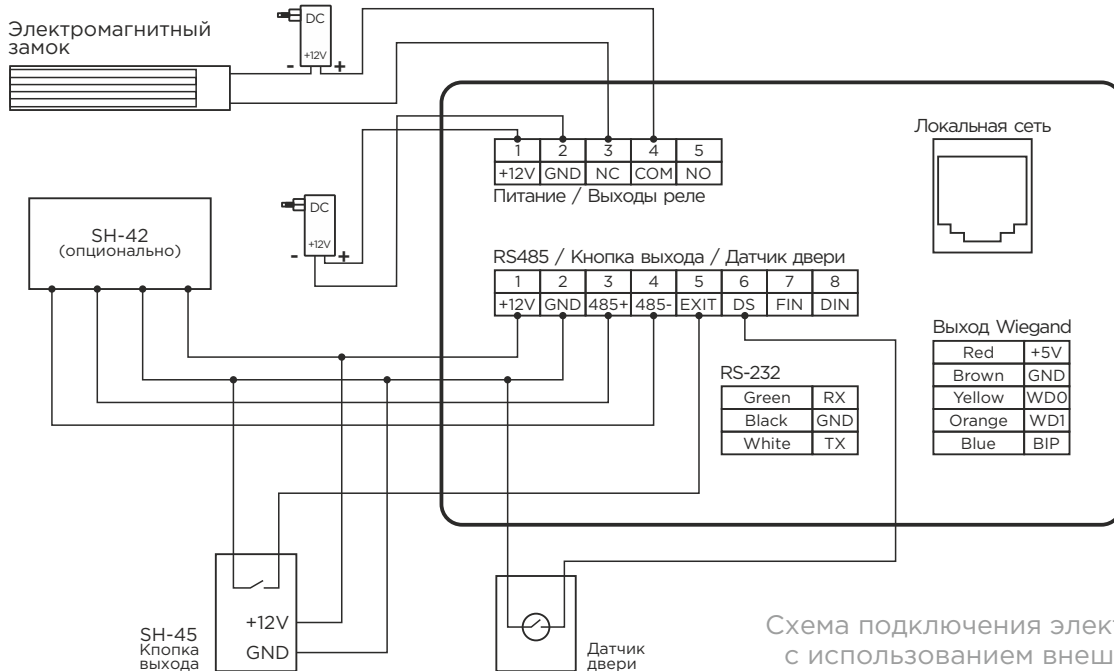 Электромагнитный
замок
DC
+12V
- +
Локальная сеть
1 2 3 4 5
+12V GND NC COM NO
Питание / Выходы реле
DC
+12V
- +
SH-42
(опционально)
RS485 / Кнопка выхода / Датчик двери
1 2 3 4 5 6 7 8
+12V GND 485+ 485- EXIT DS FIN DIN
Выход Wiegand
Red +5V
Brown GND
Yellow WD0
Orange WD1
Blue BIP
RS-232
Green RX
Black GND
White TX
+12V
GND
SH-45
Кпопка
выхода
Датчик
двери
Схема подключения элект
с использованием внеш